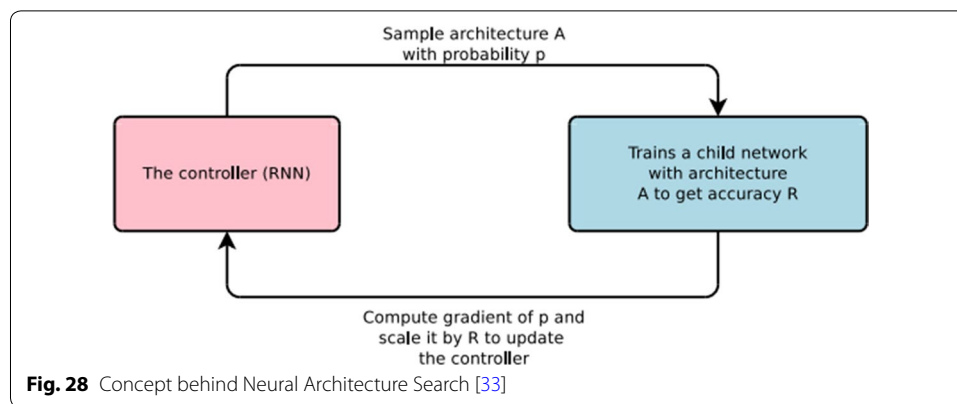 Sample architecture A
with probability p
The controller (RNN)
Trains a child network
with architecture
A to get accuracy R
Compute gradient of p and
scale it by R to update
the controller
Fig. 28 Concept behind Neural Architecture Search [33]